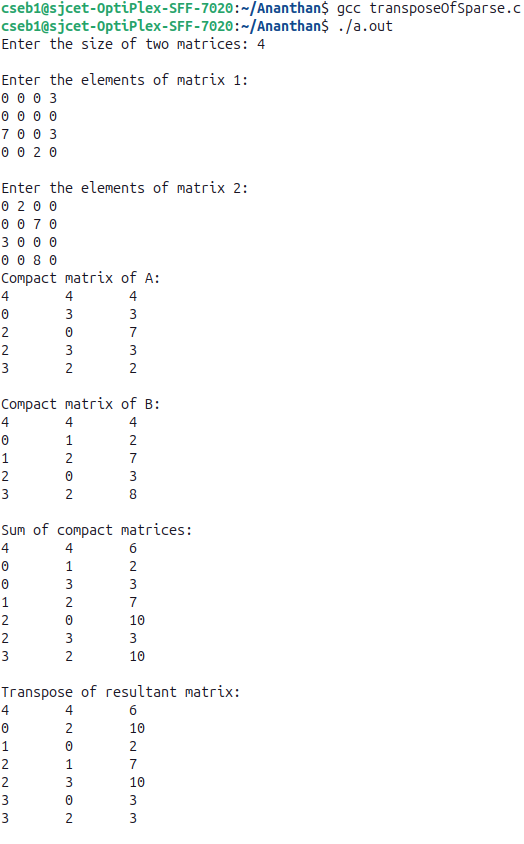 cseb1@sjcet-OptiPlex-SFF-7020:~/Ananthan$ gcc transposeOfSparse.c
cseb1@sjcet-OptiPlex-SFF-7020:~/Ananthan$ ./a.out
Enter the size of two matrices: 4
Enter the elements of matrix 1:
0 0 0 3
0 0 0 0
7 0 0 3
0 0 2 0
Enter the elements of matrix 2:
0 2 0 0
0 0 7 0
3 0 0 0
0 0 8 0
Compact matrix of A:
4 4 4
0 3 3
2 0 7
2 3 3
3 2 2
Compact matrix of B:
4 4 4
0 1 2
1 2 7
2 0 3
3 2 8
Sum of compact matrices:
4 4 6
0 1 2
0 3 3
1 2 7
2 0 10
2 3 3
3 2 10
Transpose of resultant matrix:
4 4 6
0 2 10
1 0 2
2 1 7
2 3 10
3 0 3
3 2 3